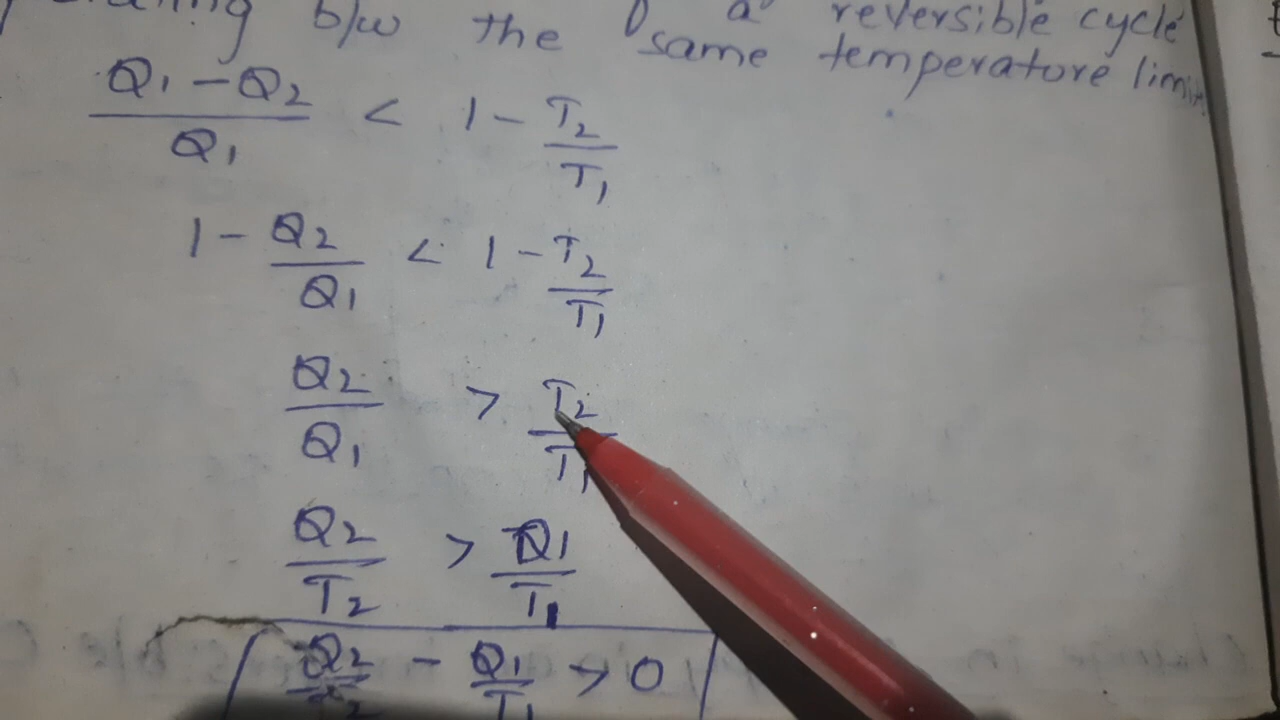 b/w the a reversible cycle
same temperature limit
Q₁ - Q₂ / Q₁ < 1 - T₂ / T₁
1 - Q₂ / Q₁ < 1 - T₂ / T₁
Q₂ / Q₁ > T₂ / T₁
Q₂ / T₂ > Q₁ / T₁
Q₂ / T₂ - Q₁ / T₁ > 0